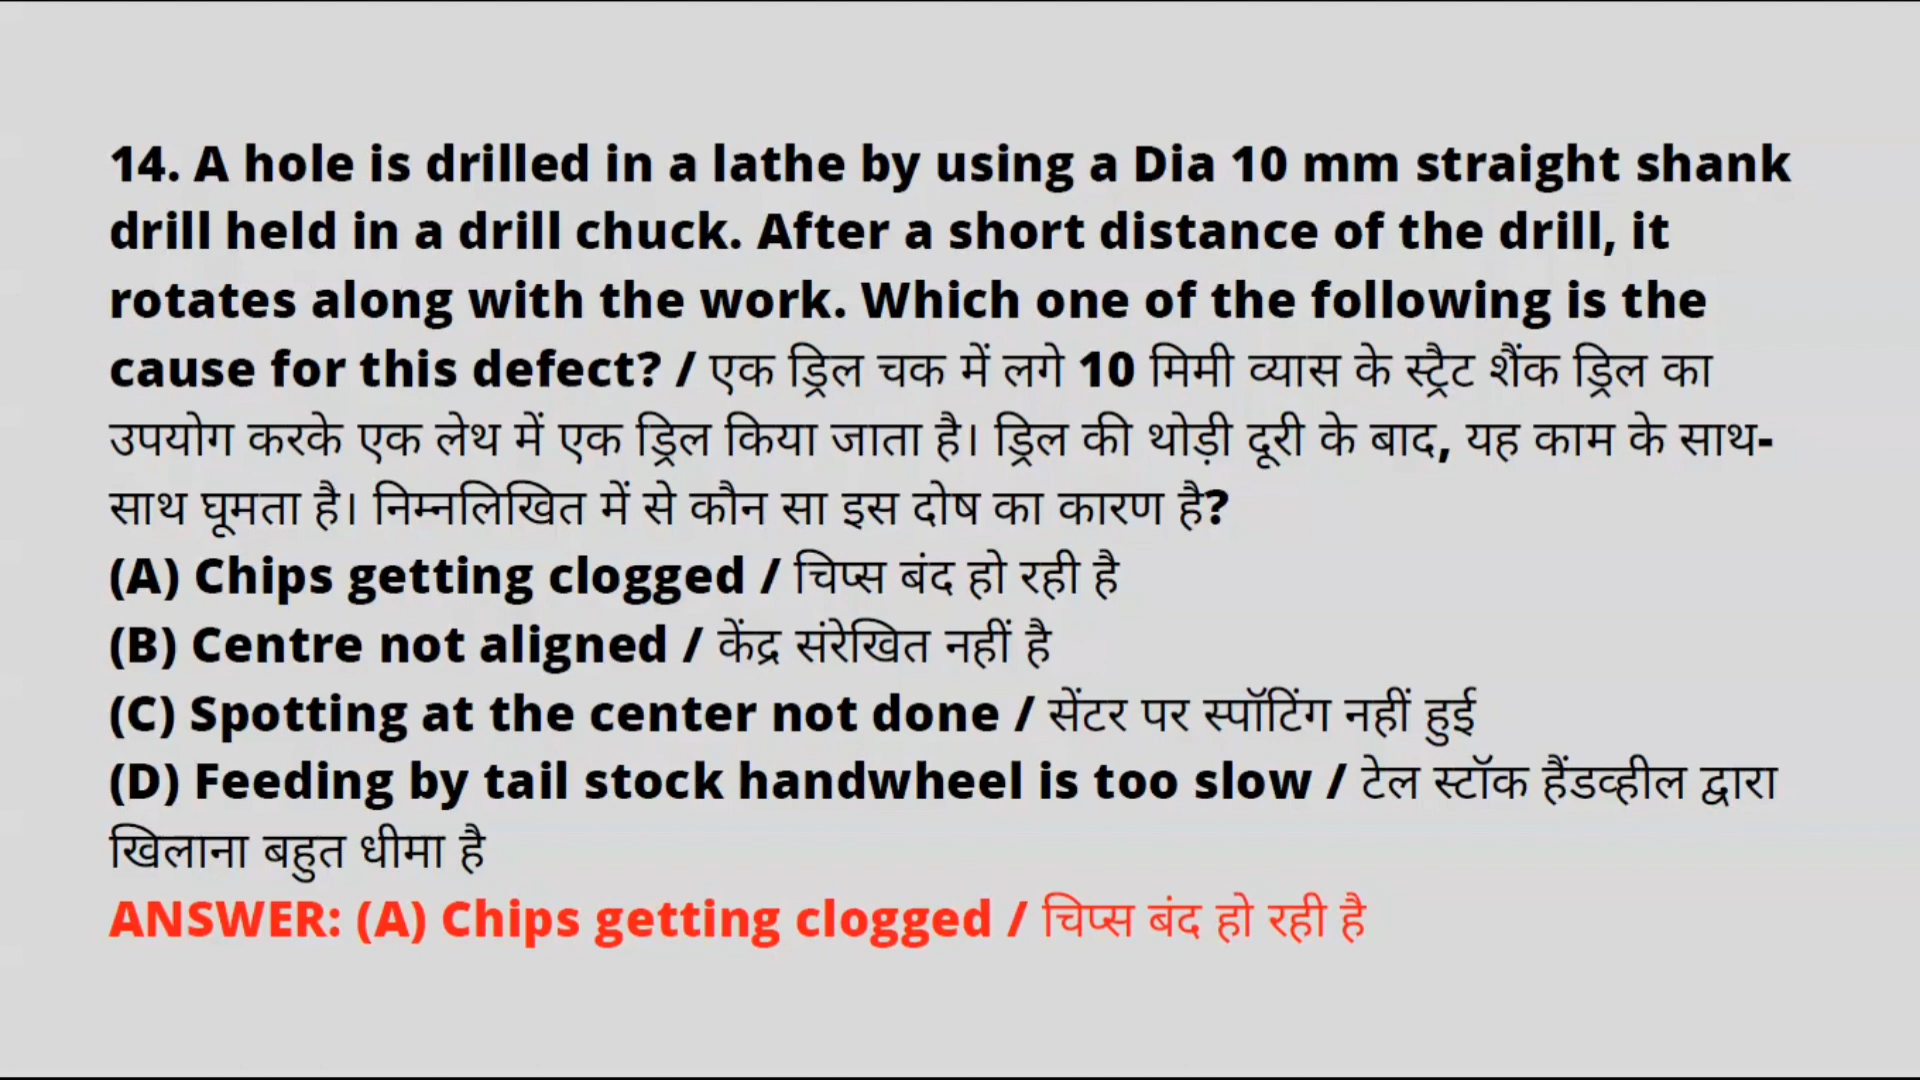 14. A hole is drilled in a lathe by using a Dia 10 mm straight shank
drill held in a drill chuck. After a short distance of the drill, it
rotates along with the work. Which one of the following is the
cause for this defect? / एक ड्रिल चक में लगे 10 मिमी व्यास के स्ट्रैट शैंक ड्रिल का
उपयोग करके एक लेथ में एक ड्रिल किया जाता है। ड्रिल की थोड़ी दूरी के बाद, यह काम के साथ-
साथ घूमता है। निम्नलिखित में से कौन सा इस दोष का कारण है?
(A) Chips getting clogged / चिप्स बंद हो रही है
(B) Centre not aligned / केंद्र संरेखित नहीं है
(C) Spotting at the center not done / सेंटर पर स्पॉटिंग नहीं हुई
(D) Feeding by tail stock handwheel is too slow / टेल स्टॉक हैंडव्हील द्वारा
खिलाना बहुत धीमा है
ANSWER: (A) Chips getting clogged / चिप्स बंद हो रही है